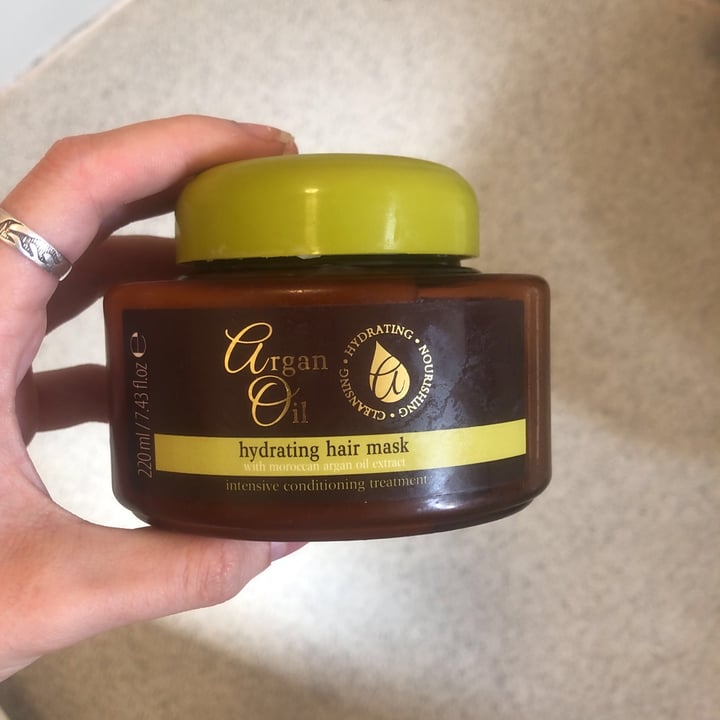 Argan
Oil
HYDRATING • NOURISHING • CLEANSING •
a
hydrating hair mask
with moroccan argan oil extract
intensive conditioning treatment
220 ml / 7.43 fl.oz ℮